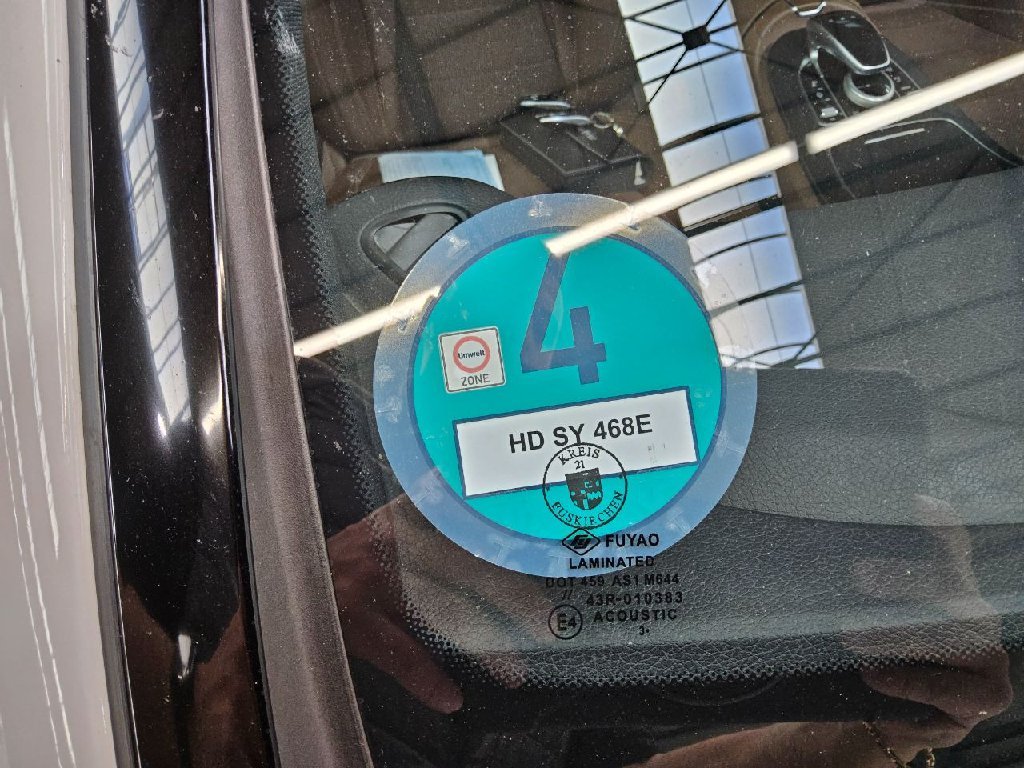 4
Umwelt
ZONE
HD SY 468E
KREIS
21
EUSKIRCHEN
FUYAO
LAMINATED
DOT 459 AS1 M644
// 43R-010383
E4 ACOUSTIC
3•